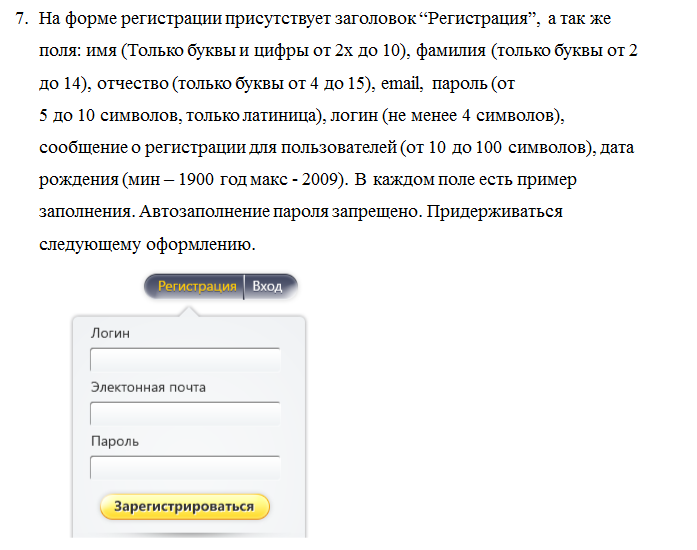 7. На форме регистрации присутствует заголовок “Регистрация”, а так же
поля: имя (Только буквы и цифры от 2х до 10), фамилия (только буквы от 2
до 14), отчество (только буквы от 4 до 15), email, пароль (от
5 до 10 символов, только латиница), логин (не менее 4 символов),
сообщение о регистрации для пользователей (от 10 до 100 символов), дата
рождения (мин – 1900 год макс - 2009). В каждом поле есть пример
заполнения. Автозаполнение пароля запрещено. Придерживаться
следующему оформлению.
Регистрация Вход
Логин
Электонная почта
Пароль
Зарегистрироваться